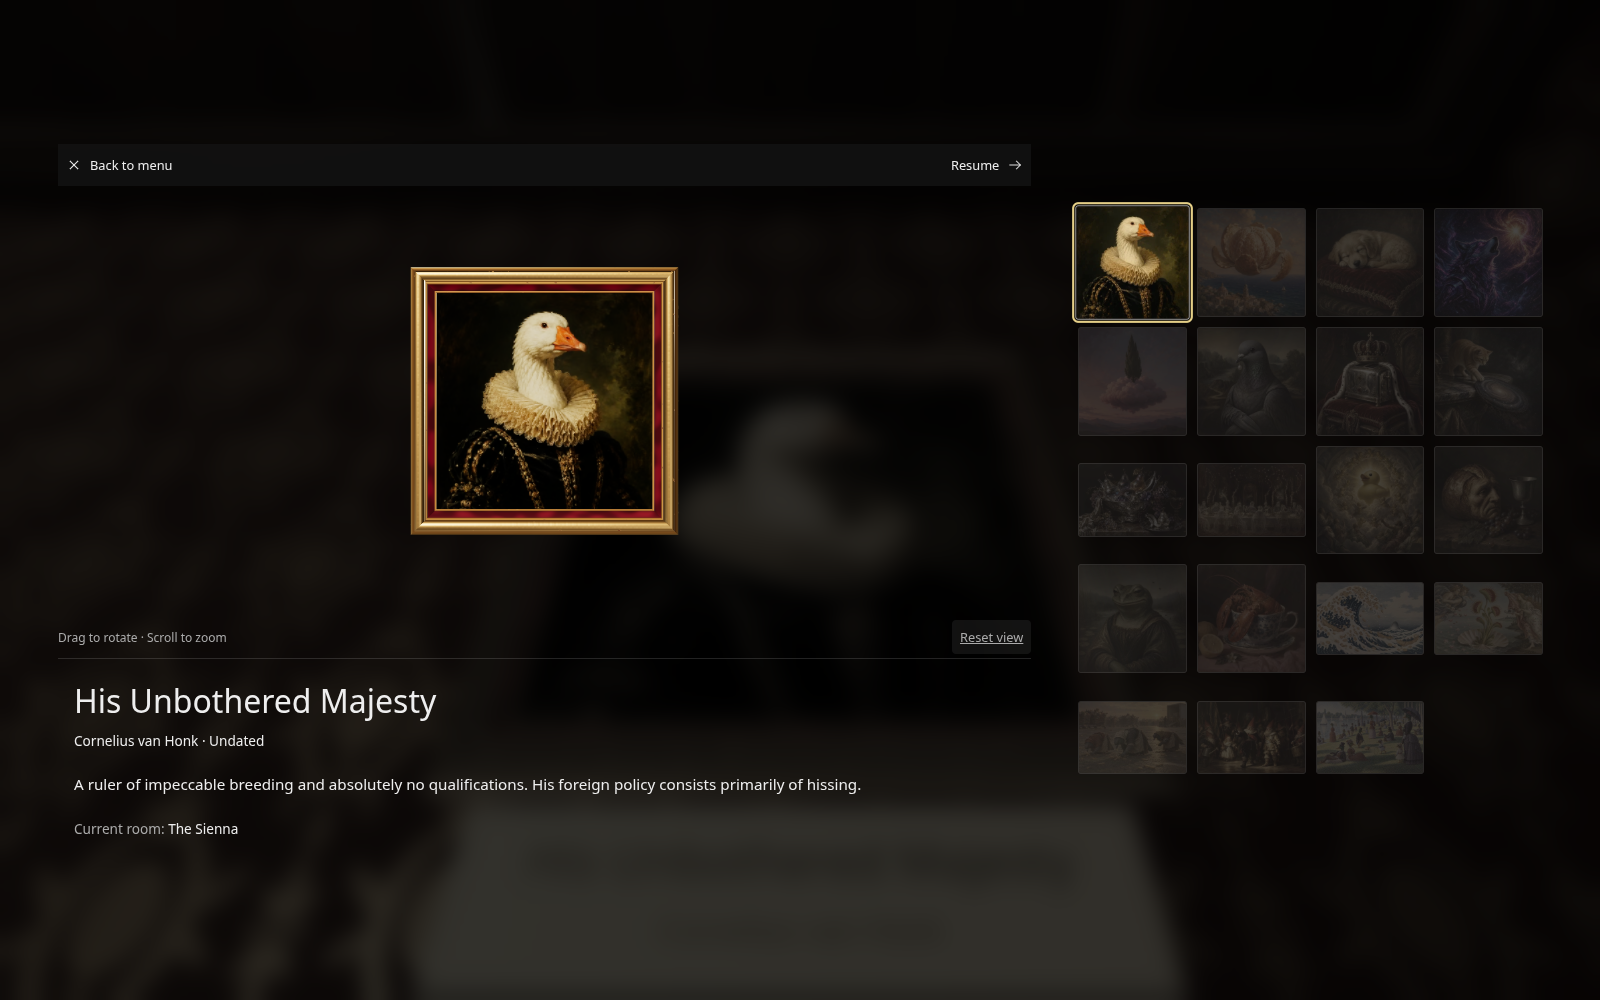 Back to menu
Resume
Drag to rotate · Scroll to zoom
Reset view
His Unbothered Majesty
Cornelius van Honk · Undated
A ruler of impeccable breeding and absolutely no qualifications. His foreign policy consists primarily of hissing.
Current room: The Sienna